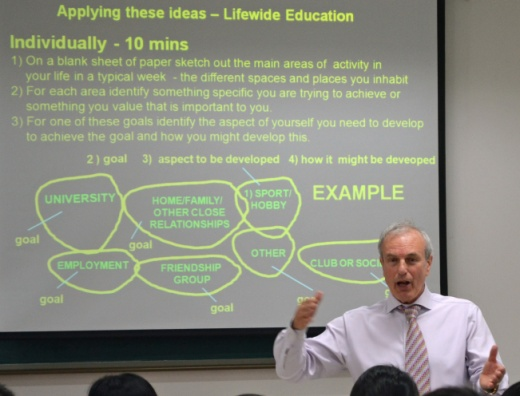 Applying these ideas – Lifewide Education
Individually - 10 mins
1) On a blank sheet of paper sketch out the main areas of activity in
your life in a typical week - the different spaces and places you inhabit
2) For each area identify something specific you are trying to achieve or
something you value that is important to you.
3) For one of these goals identify the aspect of yourself you need to develop
to achieve the goal and how you might develop this.
2) goal 3) aspect to be developed 4) how it might be deveoped
UNIVERSITY
HOME/FAMILY/
OTHER CLOSE
RELATIONSHIPS
1) SPORT/
HOBBY
EXAMPLE
goal
goal
EMPLOYMENT
FRIENDSHIP
GROUP
OTHER
CLUB OR
goal
goal